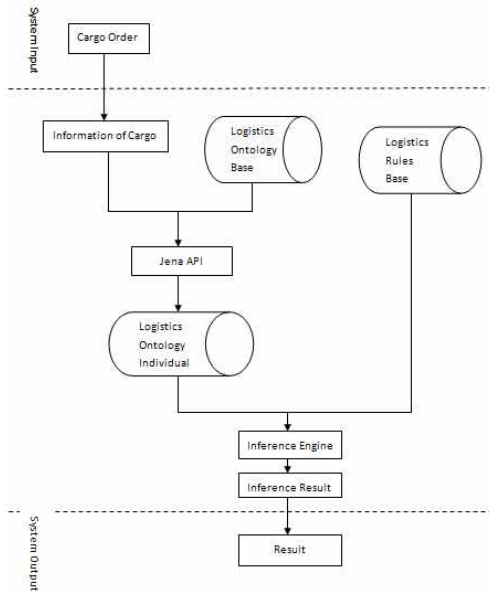 System Input
Cargo Order
Information of Cargo
Logistics
Ontology
Base
Logistics
Rules
Base
Jena API
Logistics
Ontology
Individual
Inference Engine
Inference Result
System Output
Result